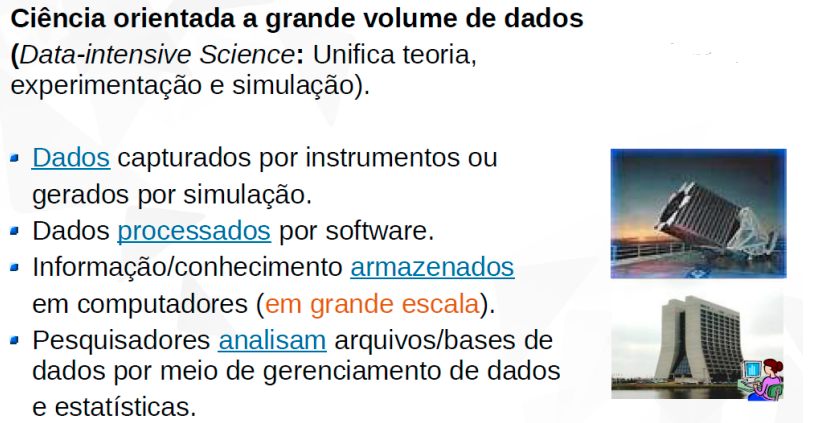 Ciência orientada a grande volume de dados
(Data-intensive Science: Unifica teoria,
experimentação e simulação).
Dados capturados por instrumentos ou
gerados por simulação.
Dados processados por software.
Informação/conhecimento armazenados
em computadores (em grande escala).
Pesquisadores analisam arquivos/bases de
dados por meio de gerenciamento de dados
e estatísticas.